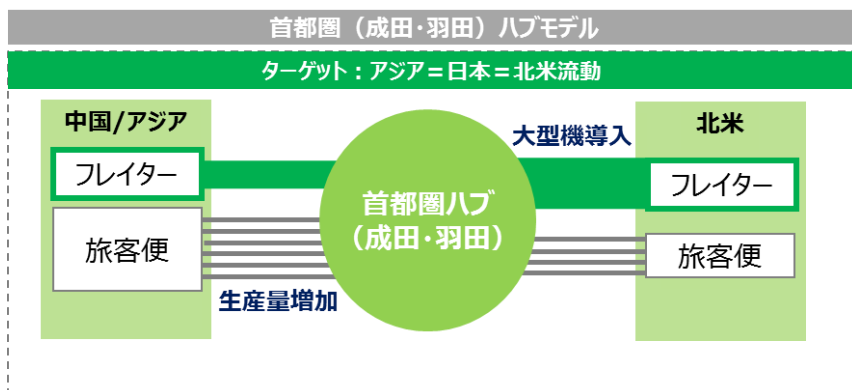 首都圏（成田・羽田）ハブモデル
ターゲット：アジア＝日本＝北米流動
中国/アジア
フレイター
旅客便
生産量増加
首都圏ハブ
（成田・羽田）
大型機導入
北米
フレイター
旅客便